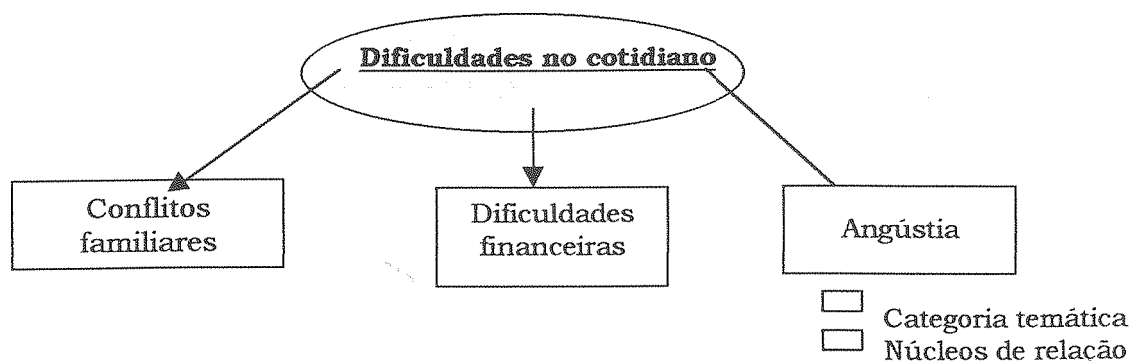 Dificuldades no cotidiano
Conflitos
familiares
Dificuldades
financeiras
Angústia
Categoria temática
Núcleos de relação